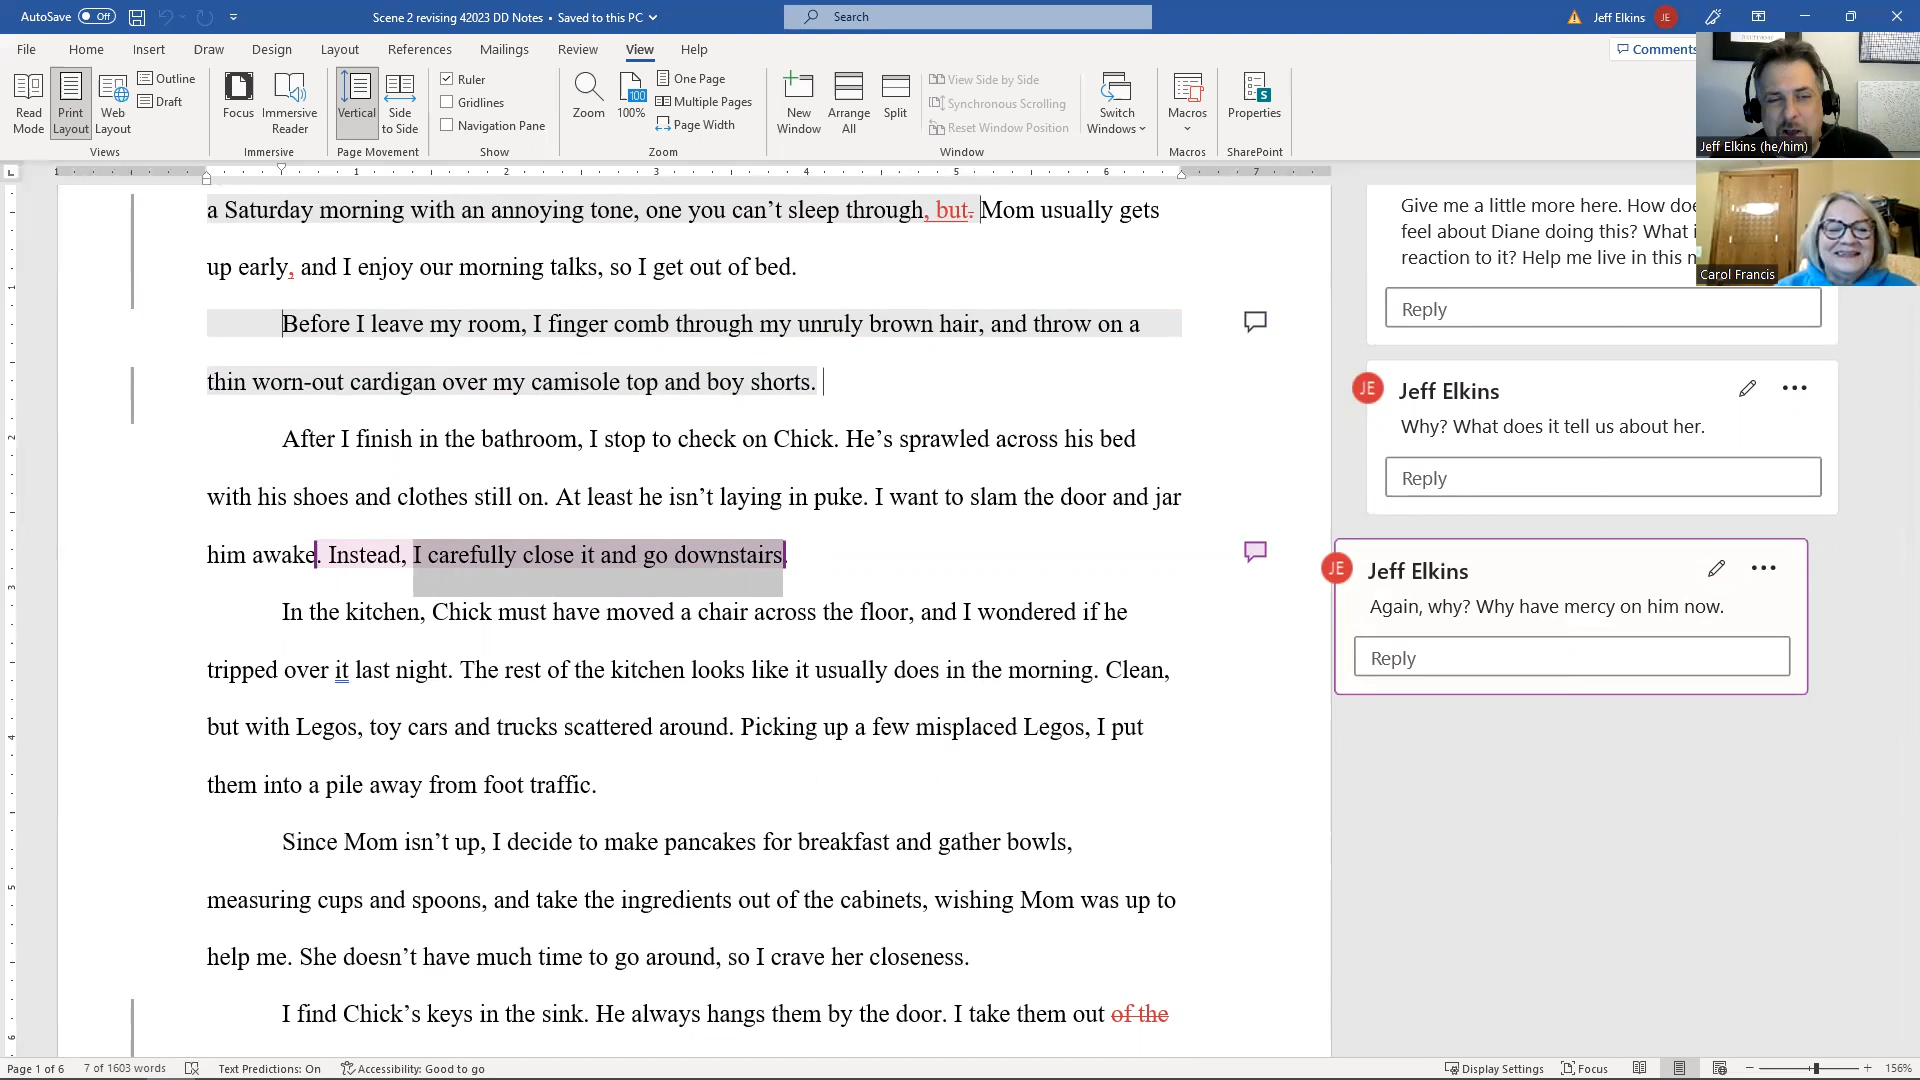 AutoSave Off Scene 2 revising 42023 DD Notes • Saved to this PC Search Jeff Elkins JE
File Home Insert Draw Design Layout References Mailings Review View Help Comments
Read Mode
Print Layout
Web Layout
Outline
Draft
Views
Focus
Immersive Reader
Immersive
Vertical
Side to Side
Page Movement
Ruler
Gridlines
Navigation Pane
Show
Zoom
100
100%
One Page
Multiple Pages
Page Width
Zoom
New Window
Arrange All
Split
View Side by Side
Synchronous Scrolling
Reset Window Position
Switch Windows
Window
Macros
Macros
Properties
SharePoint
Jeff Elkins (he/him)
Carol Francis
1 1 2 3 4 5 6 7
1
2
3
4
5
6
a Saturday morning with an annoying tone, one you can’t sleep through, but. Mom usually gets
up early, and I enjoy our morning talks, so I get out of bed.
Before I leave my room, I finger comb through my unruly brown hair, and throw on a
thin worn-out cardigan over my camisole top and boy shorts.
After I finish in the bathroom, I stop to check on Chick. He’s sprawled across his bed
with his shoes and clothes still on. At least he isn’t laying in puke. I want to slam the door and jar
him awake. Instead, I carefully close it and go downstairs.
In the kitchen, Chick must have moved a chair across the floor, and I wondered if he
tripped over it last night. The rest of the kitchen looks like it usually does in the morning. Clean,
but with Legos, toy cars and trucks scattered around. Picking up a few misplaced Legos, I put
them into a pile away from foot traffic.
Since Mom isn’t up, I decide to make pancakes for breakfast and gather bowls,
measuring cups and spoons, and take the ingredients out of the cabinets, wishing Mom was up to
help me. She doesn’t have much time to go around, so I crave her closeness.
I find Chick’s keys in the sink. He always hangs them by the door. I take them out of the
Give me a little more here. How doe
feel about Diane doing this? What i
reaction to it? Help me live in this m
Reply
JE Jeff Elkins
Why? What does it tell us about her.
Reply
JE Jeff Elkins
Again, why? Why have mercy on him now.
Reply
Page 1 of 6 7 of 1603 words Text Predictions: On Accessibility: Good to go Display Settings Focus 156%